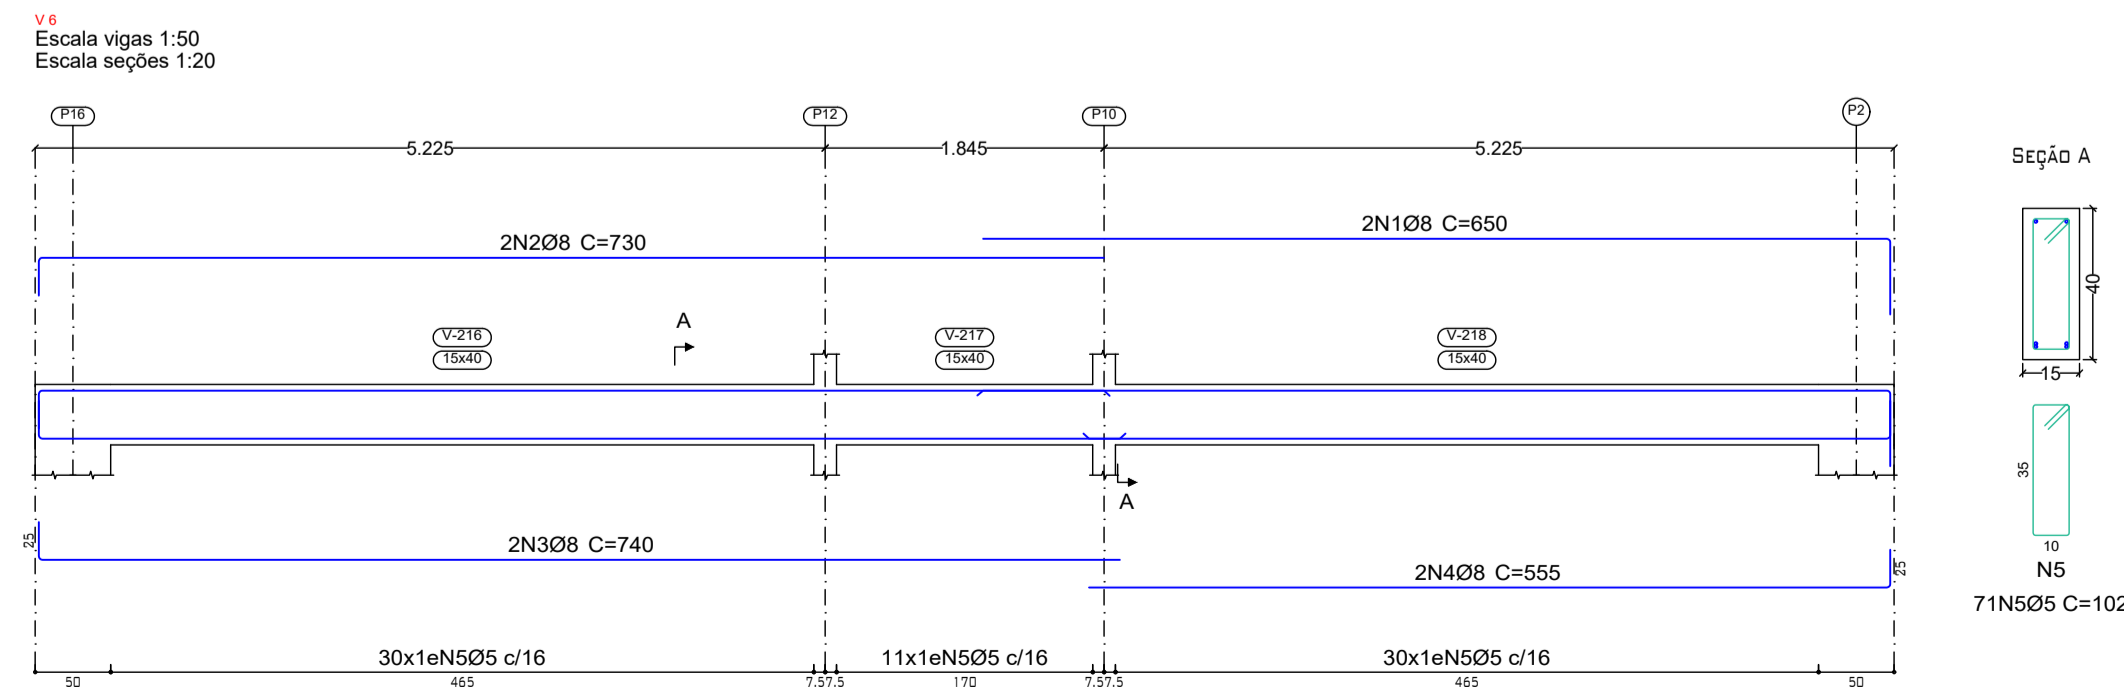 V 6
Escala vigas 1:50
Escala seções 1:20
P16
P12
P10
P2
5.225
1.845
5.225
SEÇÃO A
2N2Ø8 C=730
2N1Ø8 C=650
A
V-216
15x40
V-217
15x40
V-218
15x40
40
15
A
35
10
N5
71N5Ø5 C=102
25
2N3Ø8 C=740
2N4Ø8 C=555
25
30x1eN5Ø5 c/16
11x1eN5Ø5 c/16
30x1eN5Ø5 c/16
50
465
7.57.5
170
7.57.5
465
50